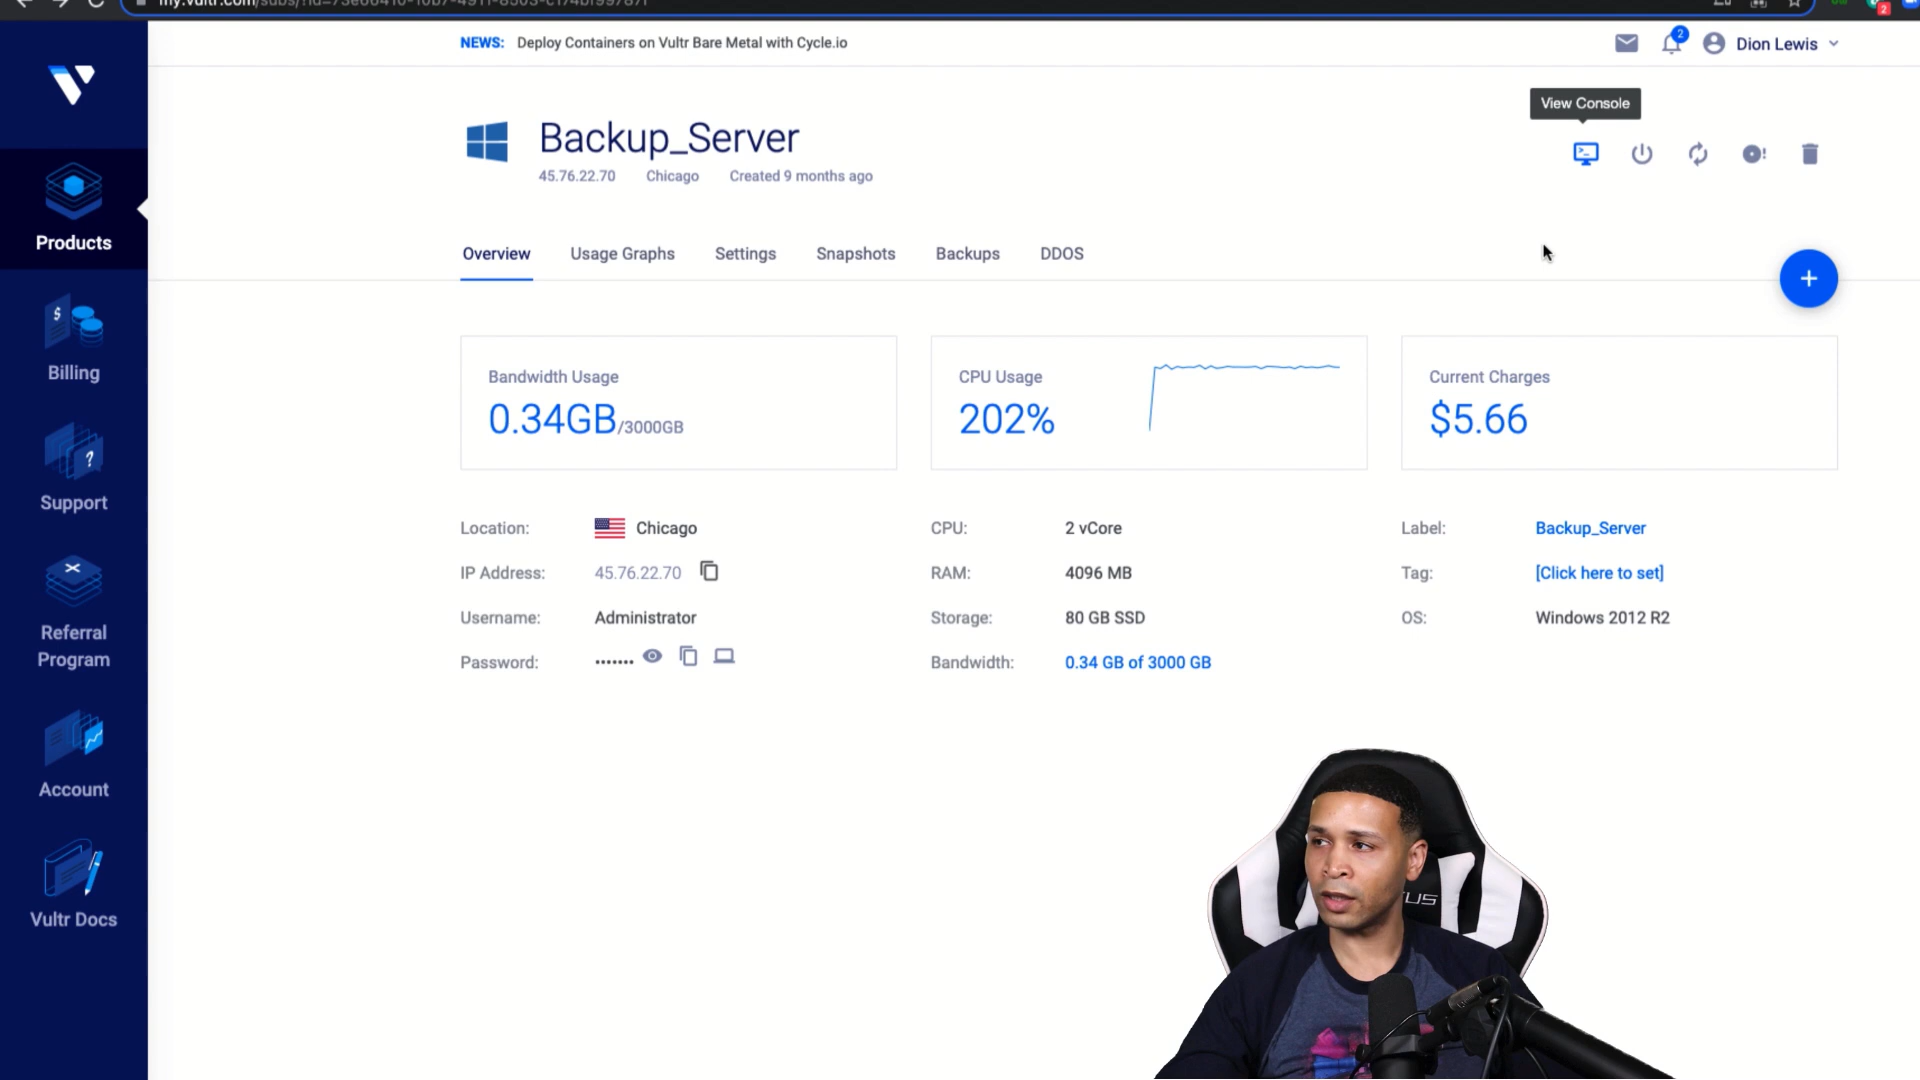 NEWS: Deploy Containers on Vultr Bare Metal with Cycle.io
2
2
Dion Lewis
View Console
Backup_Server
45.76.22.70 Chicago Created 9 months ago
Products
Overview Usage Graphs Settings Snapshots Backups DDOS
+
Billing
Bandwidth Usage
0.34GB/3000GB
CPU Usage
202%
Current Charges
$5.66
Support
Location: Chicago
IP Address: 45.76.22.70
Username: Administrator
Password: •••••••
CPU: 2 vCore
RAM: 4096 MB
Storage: 80 GB SSD
Bandwidth: 0.34 GB of 3000 GB
Label: Backup_Server
Tag: [Click here to set]
OS: Windows 2012 R2
Referral
Program
Account
Vultr Docs